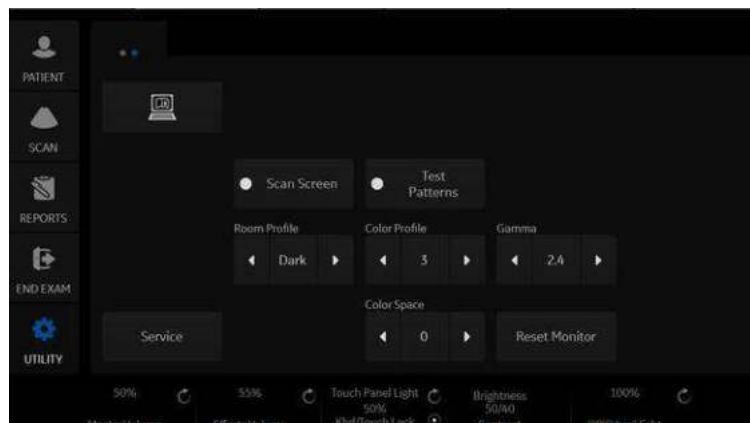 PATIENT
SCAN
REPORTS
END EXAM
UTILITY
Scan Screen
Test
Patterns
Room Profile
Color Profile
Gamma
Dark
3
2.4
Color Space
Service
0
Reset Monitor
50%
55%
Touch Panel Light
50%
Brightness
50/40
100%